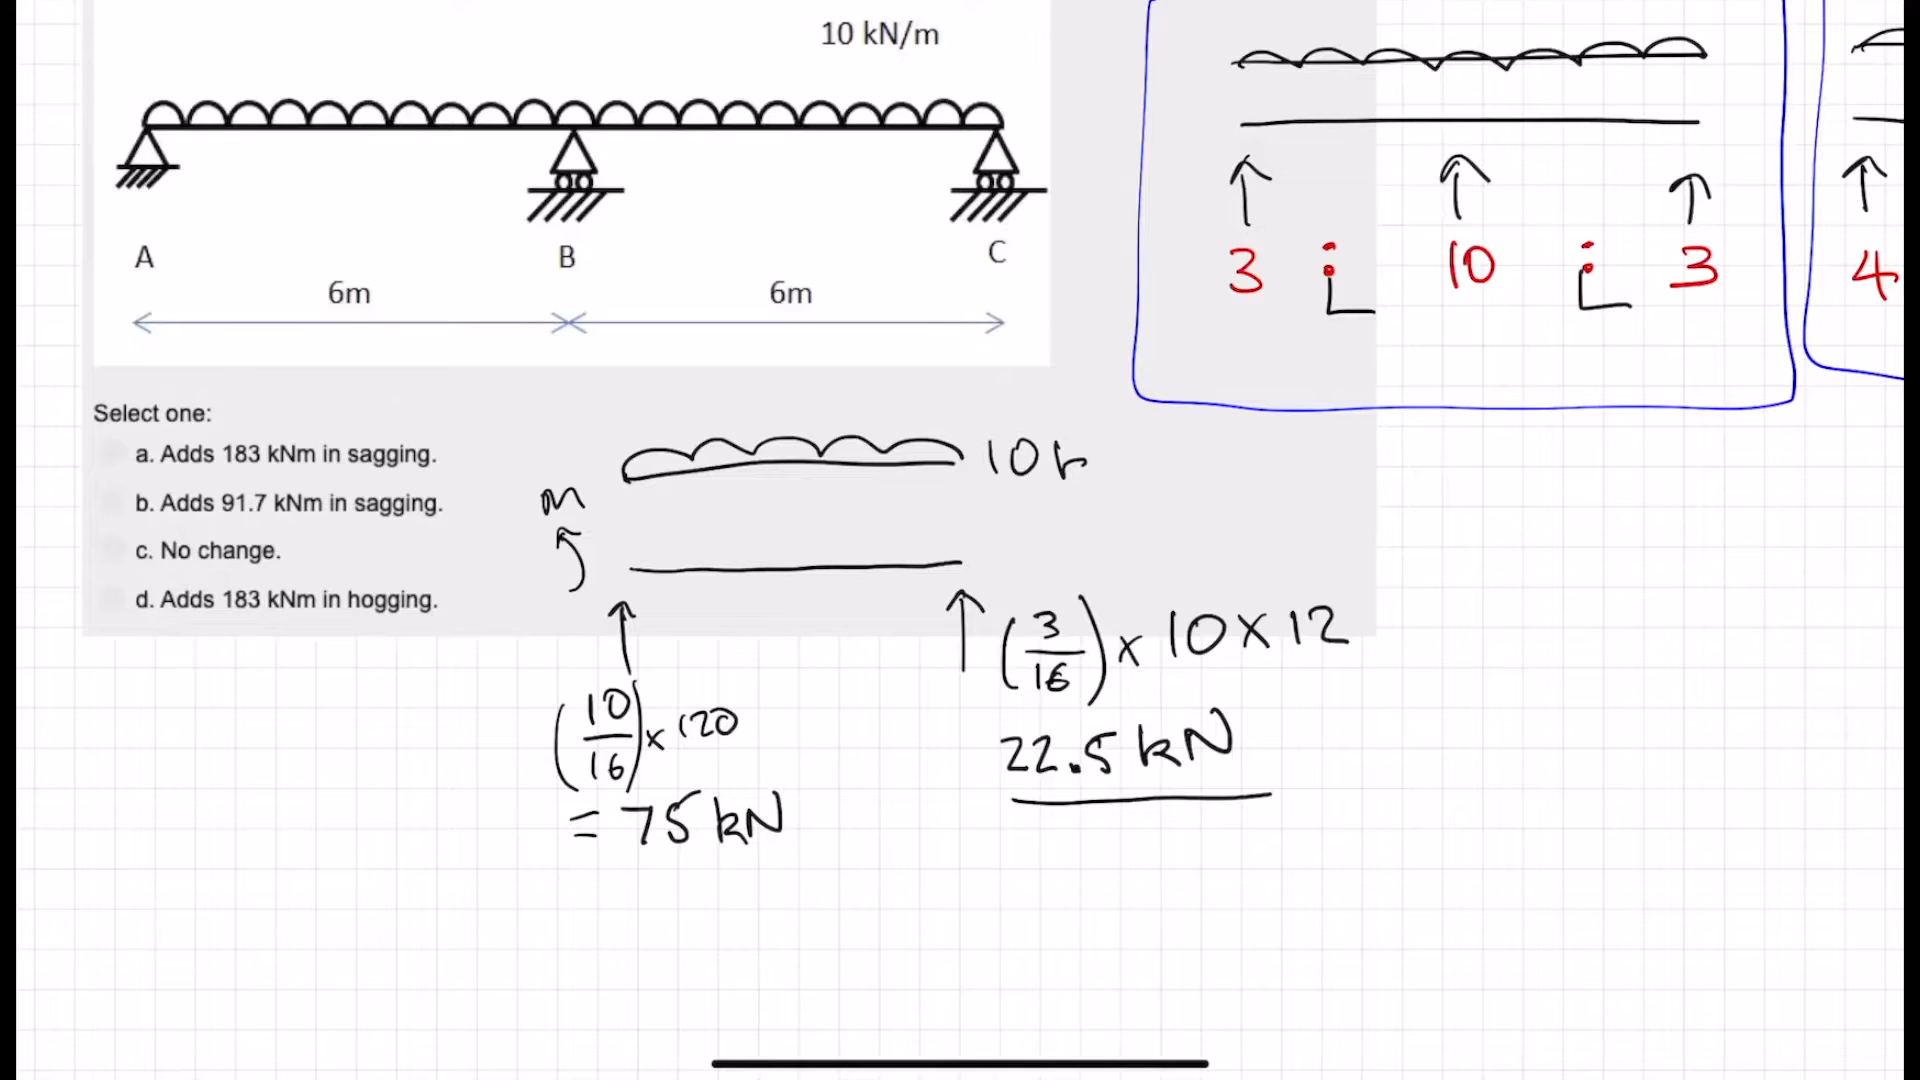 10 kN/m
A
B
C
6m
6m
3
10
3
4
Select one:
a. Adds 183 kNm in sagging.
b. Adds 91.7 kNm in sagging.
c. No change.
d. Adds 183 kNm in hogging.
10k
m
(3/16) x 10 x 12
22.5 kN
(10/16) x 120
= 75 kN